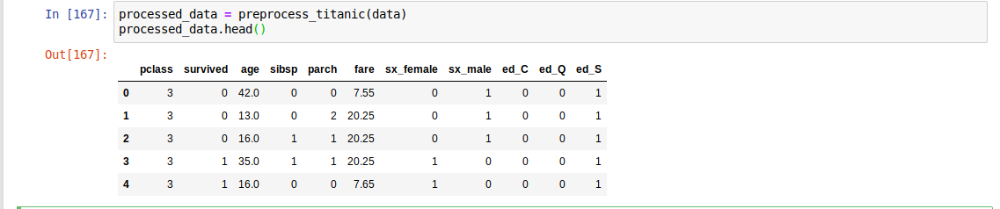 In [167]: processed_data = preprocess_titanic(data)
processed_data.head()
Out[167]:
pclass survived age sibsp parch fare sx_female sx_male ed_C ed_Q ed_S
0 3 0 42.0 0 0 7.55 0 1 0 0 1
1 3 0 13.0 0 2 20.25 0 1 0 0 1
2 3 0 16.0 1 1 20.25 0 1 0 0 1
3 3 1 35.0 1 1 20.25 1 0 0 0 1
4 3 1 16.0 0 0 7.65 1 0 0 0 1